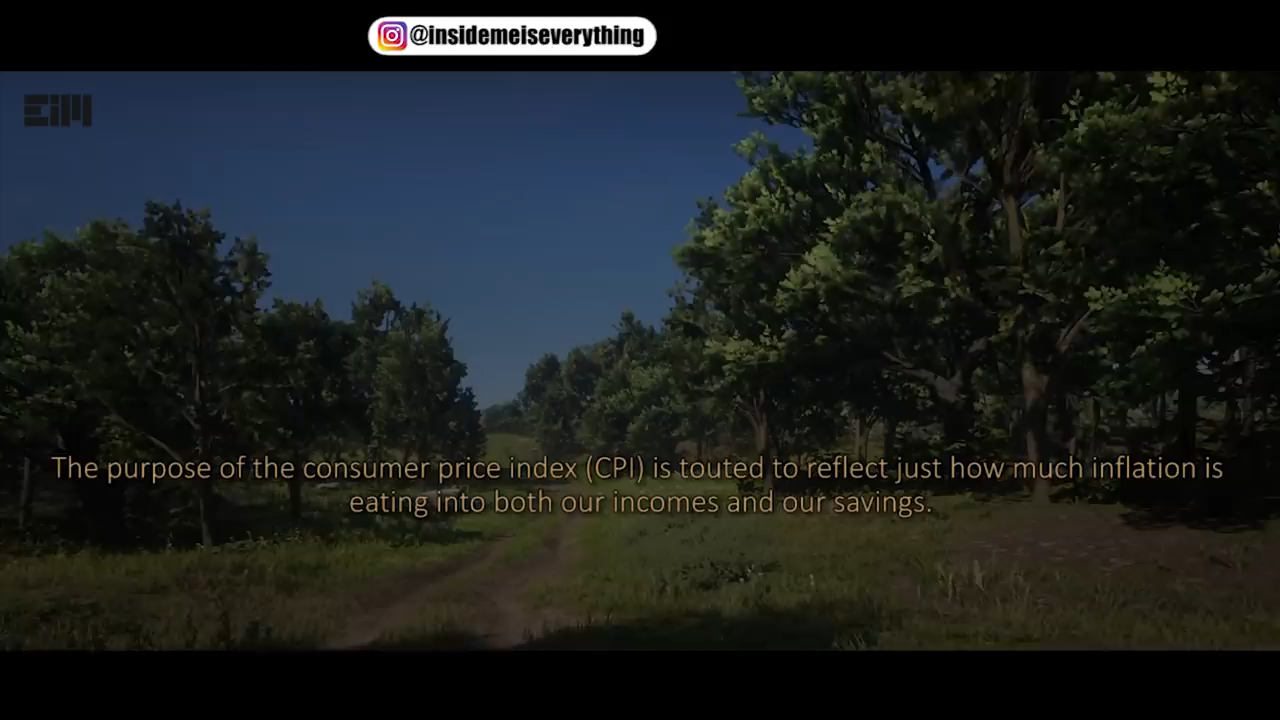 @insidemeiseverything
EiM
The purpose of the consumer price index (CPI) is touted to reflect just how much inflation is
eating into both our incomes and our savings.